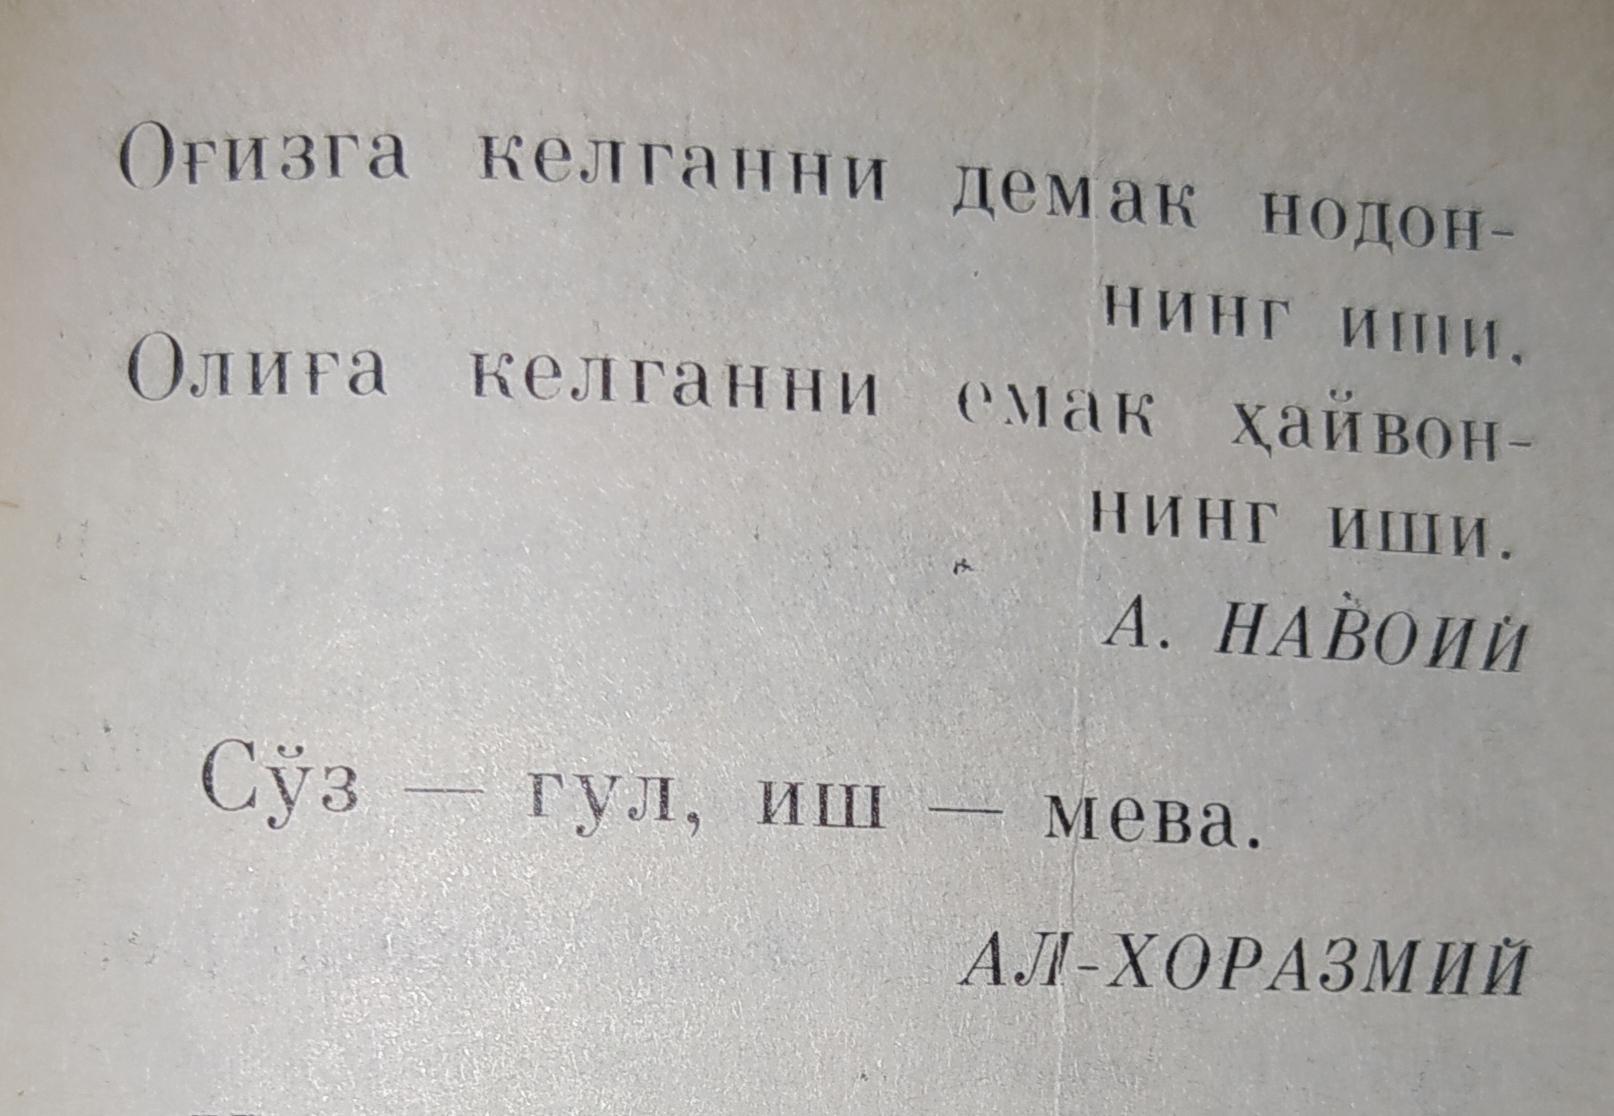 Оғизга келганни демак нодон-
нинг иши,
Олиға келганни емак ҳайвон-
нинг иши.
А. НАВОИЙ
Сўз — гул, иш — мева.
АЛ-ХОРАЗМИЙ